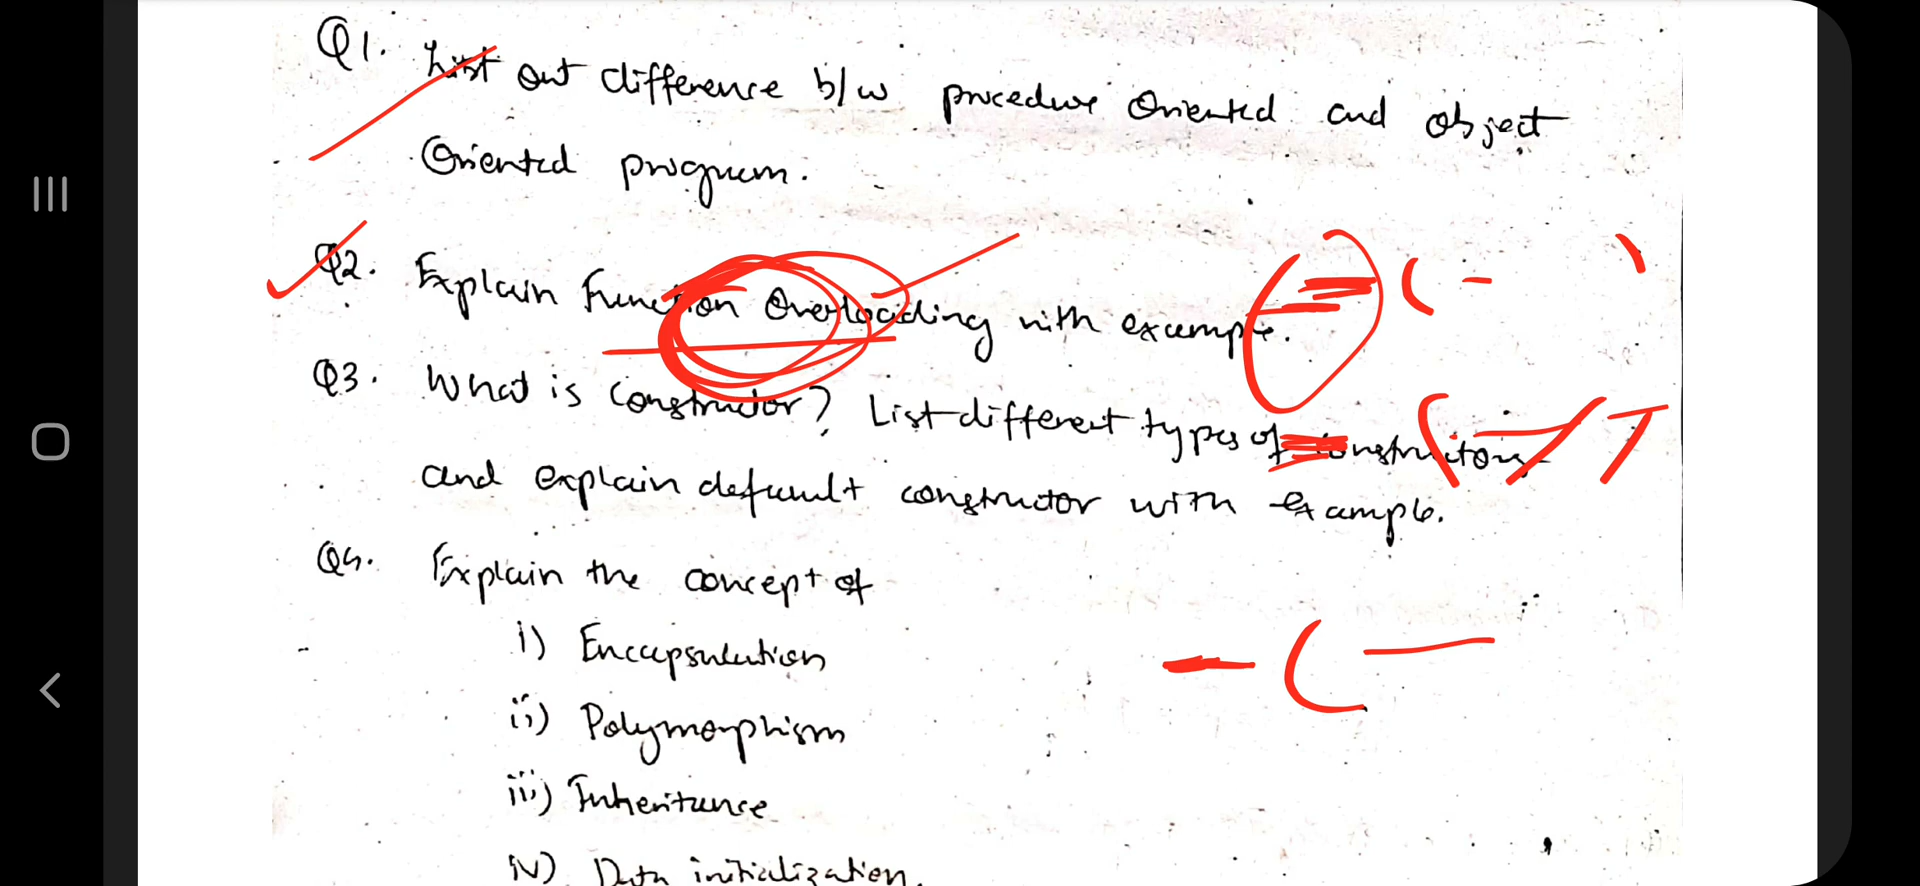 Q1. List out difference b/w procedure oriented and object
Oriented program.
Q2. Explain Function Overloading with example.
Q3. What is constructor? List different types of constructors
and explain default constructor with example.
Q4. Explain the concept of
i) Encapsulation
ii) Polymorphism
iii) Inheritance
iv) Data initialization.